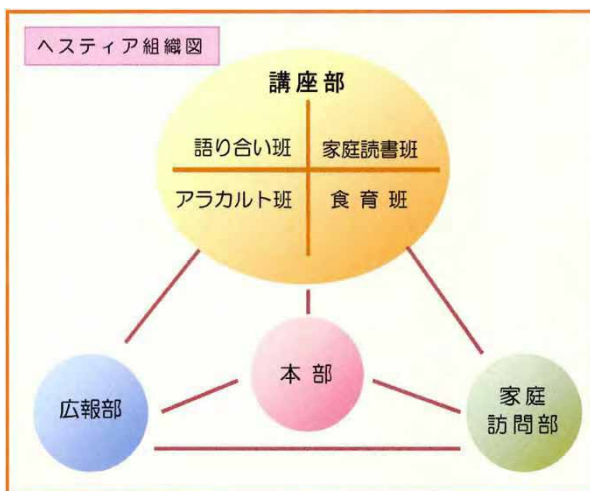 ヘスティア組織図
講座部
語り合い班
家庭読書班
アラカルト班
食育班
本部
広報部
家庭
訪問部